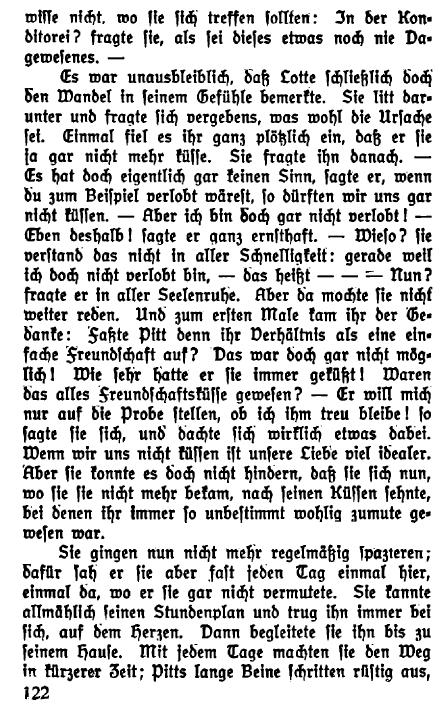 wisse nicht, wo sie sich treffen sollten: In der Kon-
ditorei? fragte sie, als sei dieses etwas noch nie Da-
gewesenes. —
Es war unausbleiblich, daß Lotte schließlich doch
den Wandel in seinem Gefühle bemerkte. Sie litt dar-
unter und fragte sich vergebens, was wohl die Ursache
sei. Einmal fiel es ihr ganz plötzlich ein, daß er sie
ja gar nicht mehr küsse. Sie fragte ihn danach. —
Es hat doch eigentlich gar keinen Sinn, sagte er, wenn
du zum Beispiel verlobt wärest, so dürften wir uns gar
nicht küssen. — Aber ich bin doch gar nicht verlobt! —
Eben deshalb! sagte er ganz ernsthaft. — Wieso? sie
verstand das nicht in aller Schnelligkeit: gerade weil
ich doch nicht verlobt bin, — das heißt — — — Nun?
fragte er in aller Seelenruhe. Aber da mochte sie nicht
weiter reden. Und zum ersten Male kam ihr der Ge-
danke: Faßte Pitt denn ihr Verhältnis als eine ein-
fache Freundschaft auf? Das war doch gar nicht mög-
lich! Wie sehr hatte er sie immer geküßt! Waren
das alles Freundschaftsküsse gewesen? — Er will mich
nur auf die Probe stellen, ob ich ihm treu bleibe! so
sagte sie sich, und dachte sich wirklich etwas dabei.
Wenn wir uns nicht küssen ist unsere Liebe viel idealer.
Aber sie konnte es doch nicht hindern, daß sie sich nun,
wo sie sie nicht mehr bekam, nach seinen Küssen sehnte,
bei denen ihr immer so unbestimmt wohlig zumute ge-
wesen war.
Sie gingen nun nicht mehr regelmäßig spazieren;
dafür sah er sie aber fast jeden Tag einmal hier,
einmal da, wo er sie gar nicht vermutete. Sie kannte
allmählich seinen Stundenplan und trug ihn immer bei
sich, auf dem Herzen. Dann begleitete sie ihn bis zu
seinem Hause. Mit jedem Tage machten sie den Weg
in kürzerer Zeit; Pitts lange Beine schritten rüstig aus,
122